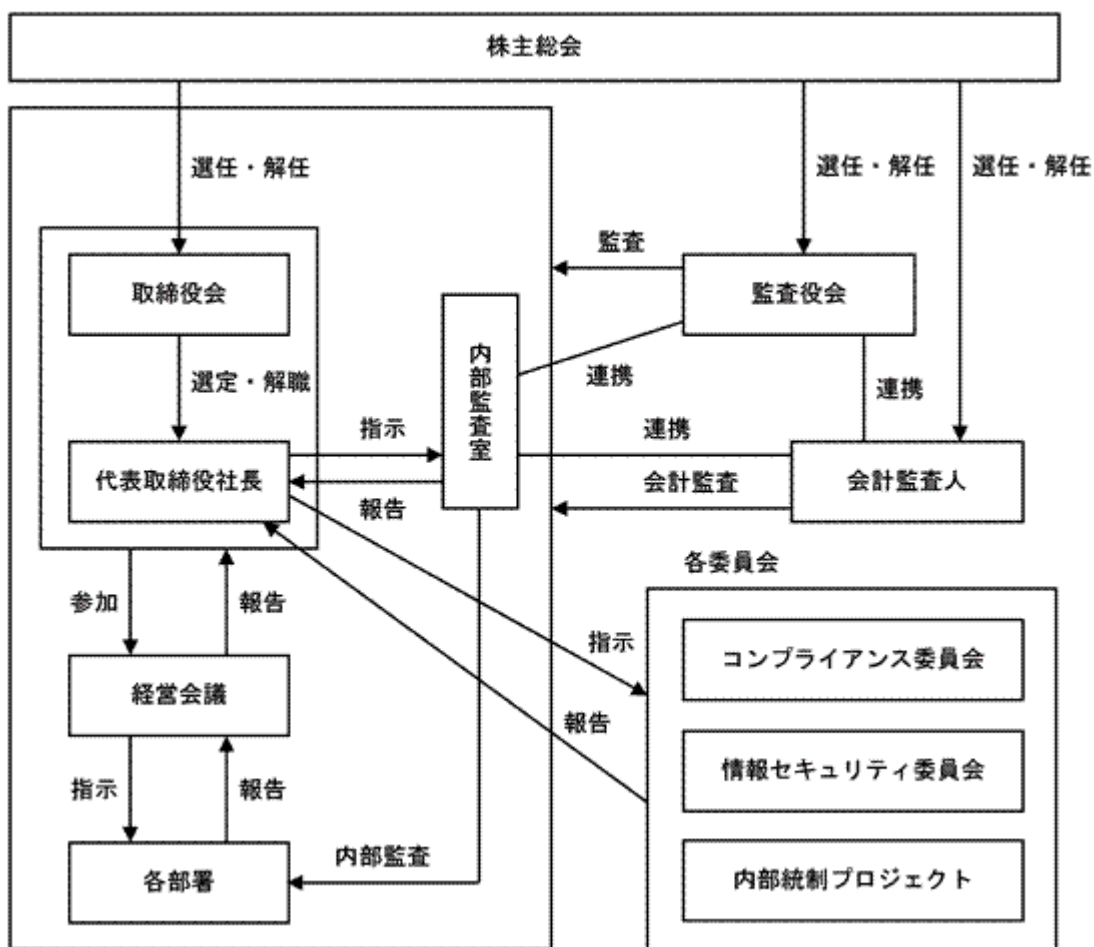 株主総会
選任・解任
選任・解任
選任・解任
取締役会
監査
監査役会
内部監査室
選定・解職
連携
連携
代表取締役社長
指示
報告
連携
会計監査
会計監査人
参加
報告
各委員会
指示
コンプライアンス委員会
経営会議
報告
情報セキュリティ委員会
指示
報告
内部監査
各部署
内部統制プロジェクト